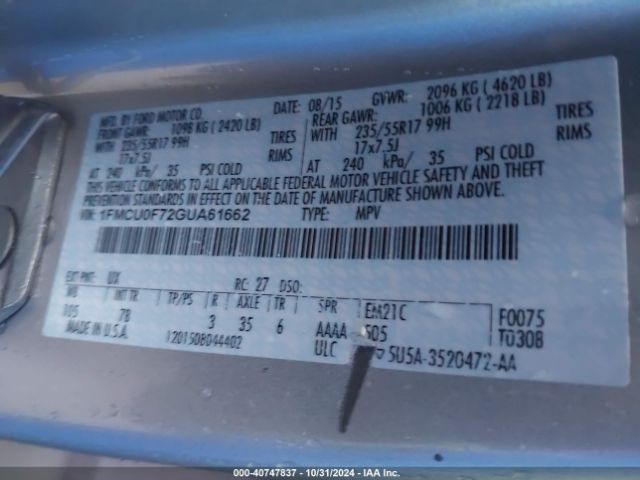 MFD. BY FORD MOTOR CO. DATE: 08/15 GVWR: 2096 KG ( 4620 LB)
FRONT GAWR: 1098 KG ( 2420 LB) REAR GAWR: 1006 KG ( 2218 LB)
WITH 235/55R17 99H TIRES WITH 235/55R17 99H TIRES
17x7.5J RIMS 17x7.5J RIMS
AT 240 kPa/ 35 PSI COLD AT 240 kPa/ 35 PSI COLD
THIS VEHICLE CONFORMS TO ALL APPLICABLE FEDERAL MOTOR VEHICLE SAFETY AND THEFT
PREVENTION STANDARDS IN EFFECT ON THE DATE OF MANUFACTURE SHOWN ABOVE.
VIN: 1FMCU0F72GUA61662 TYPE: MPV
EXT PNT: UX RC: 27 DSO:
WB INT TR TP/PS R AXLE TR SPR EM21C F0075
105 7B 3 35 6 AAAA 505 T0308
MADE IN U.S.A. 1201508044402 ULC 5U5A-3520472-AA
000-40747837 - 10/31/2024 - IAA Inc.